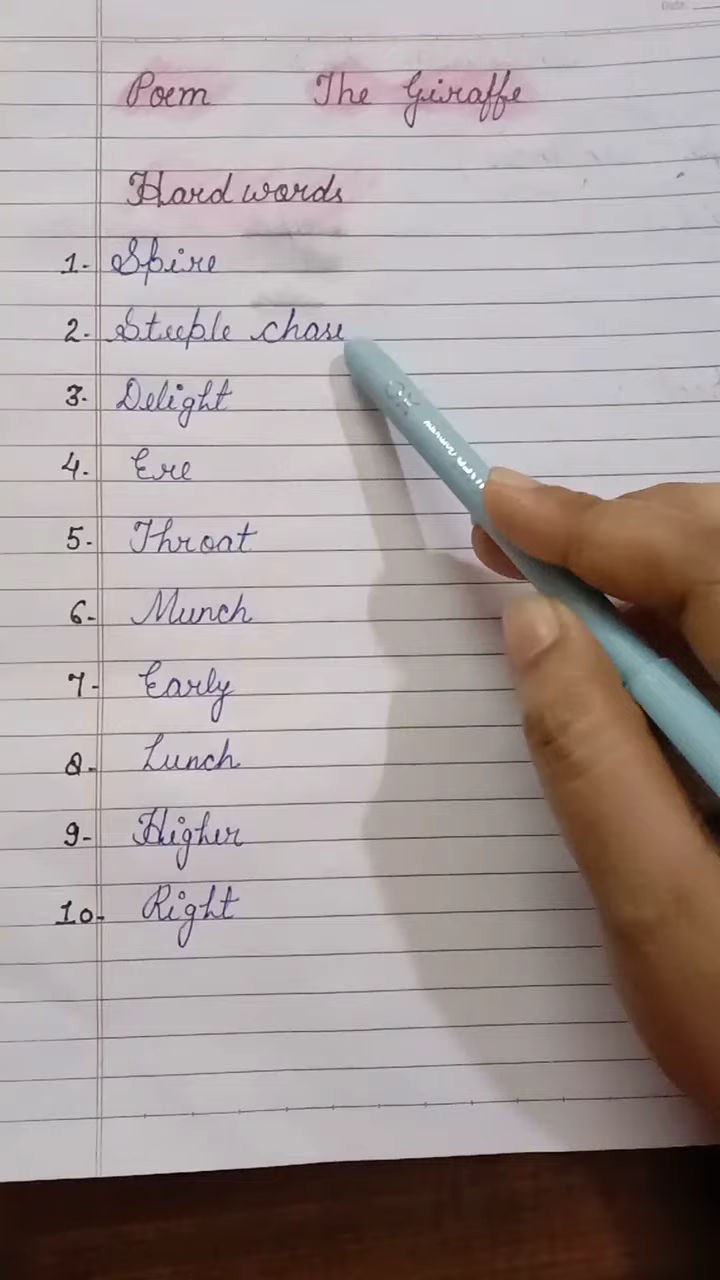 Date
Poem The Giraffe
Hard words
1. Spire
2. Steeple chase
3. Delight
4. Ere
5. Throat
6. Munch
7. Early
8. Lunch
9. Higher
10. Right